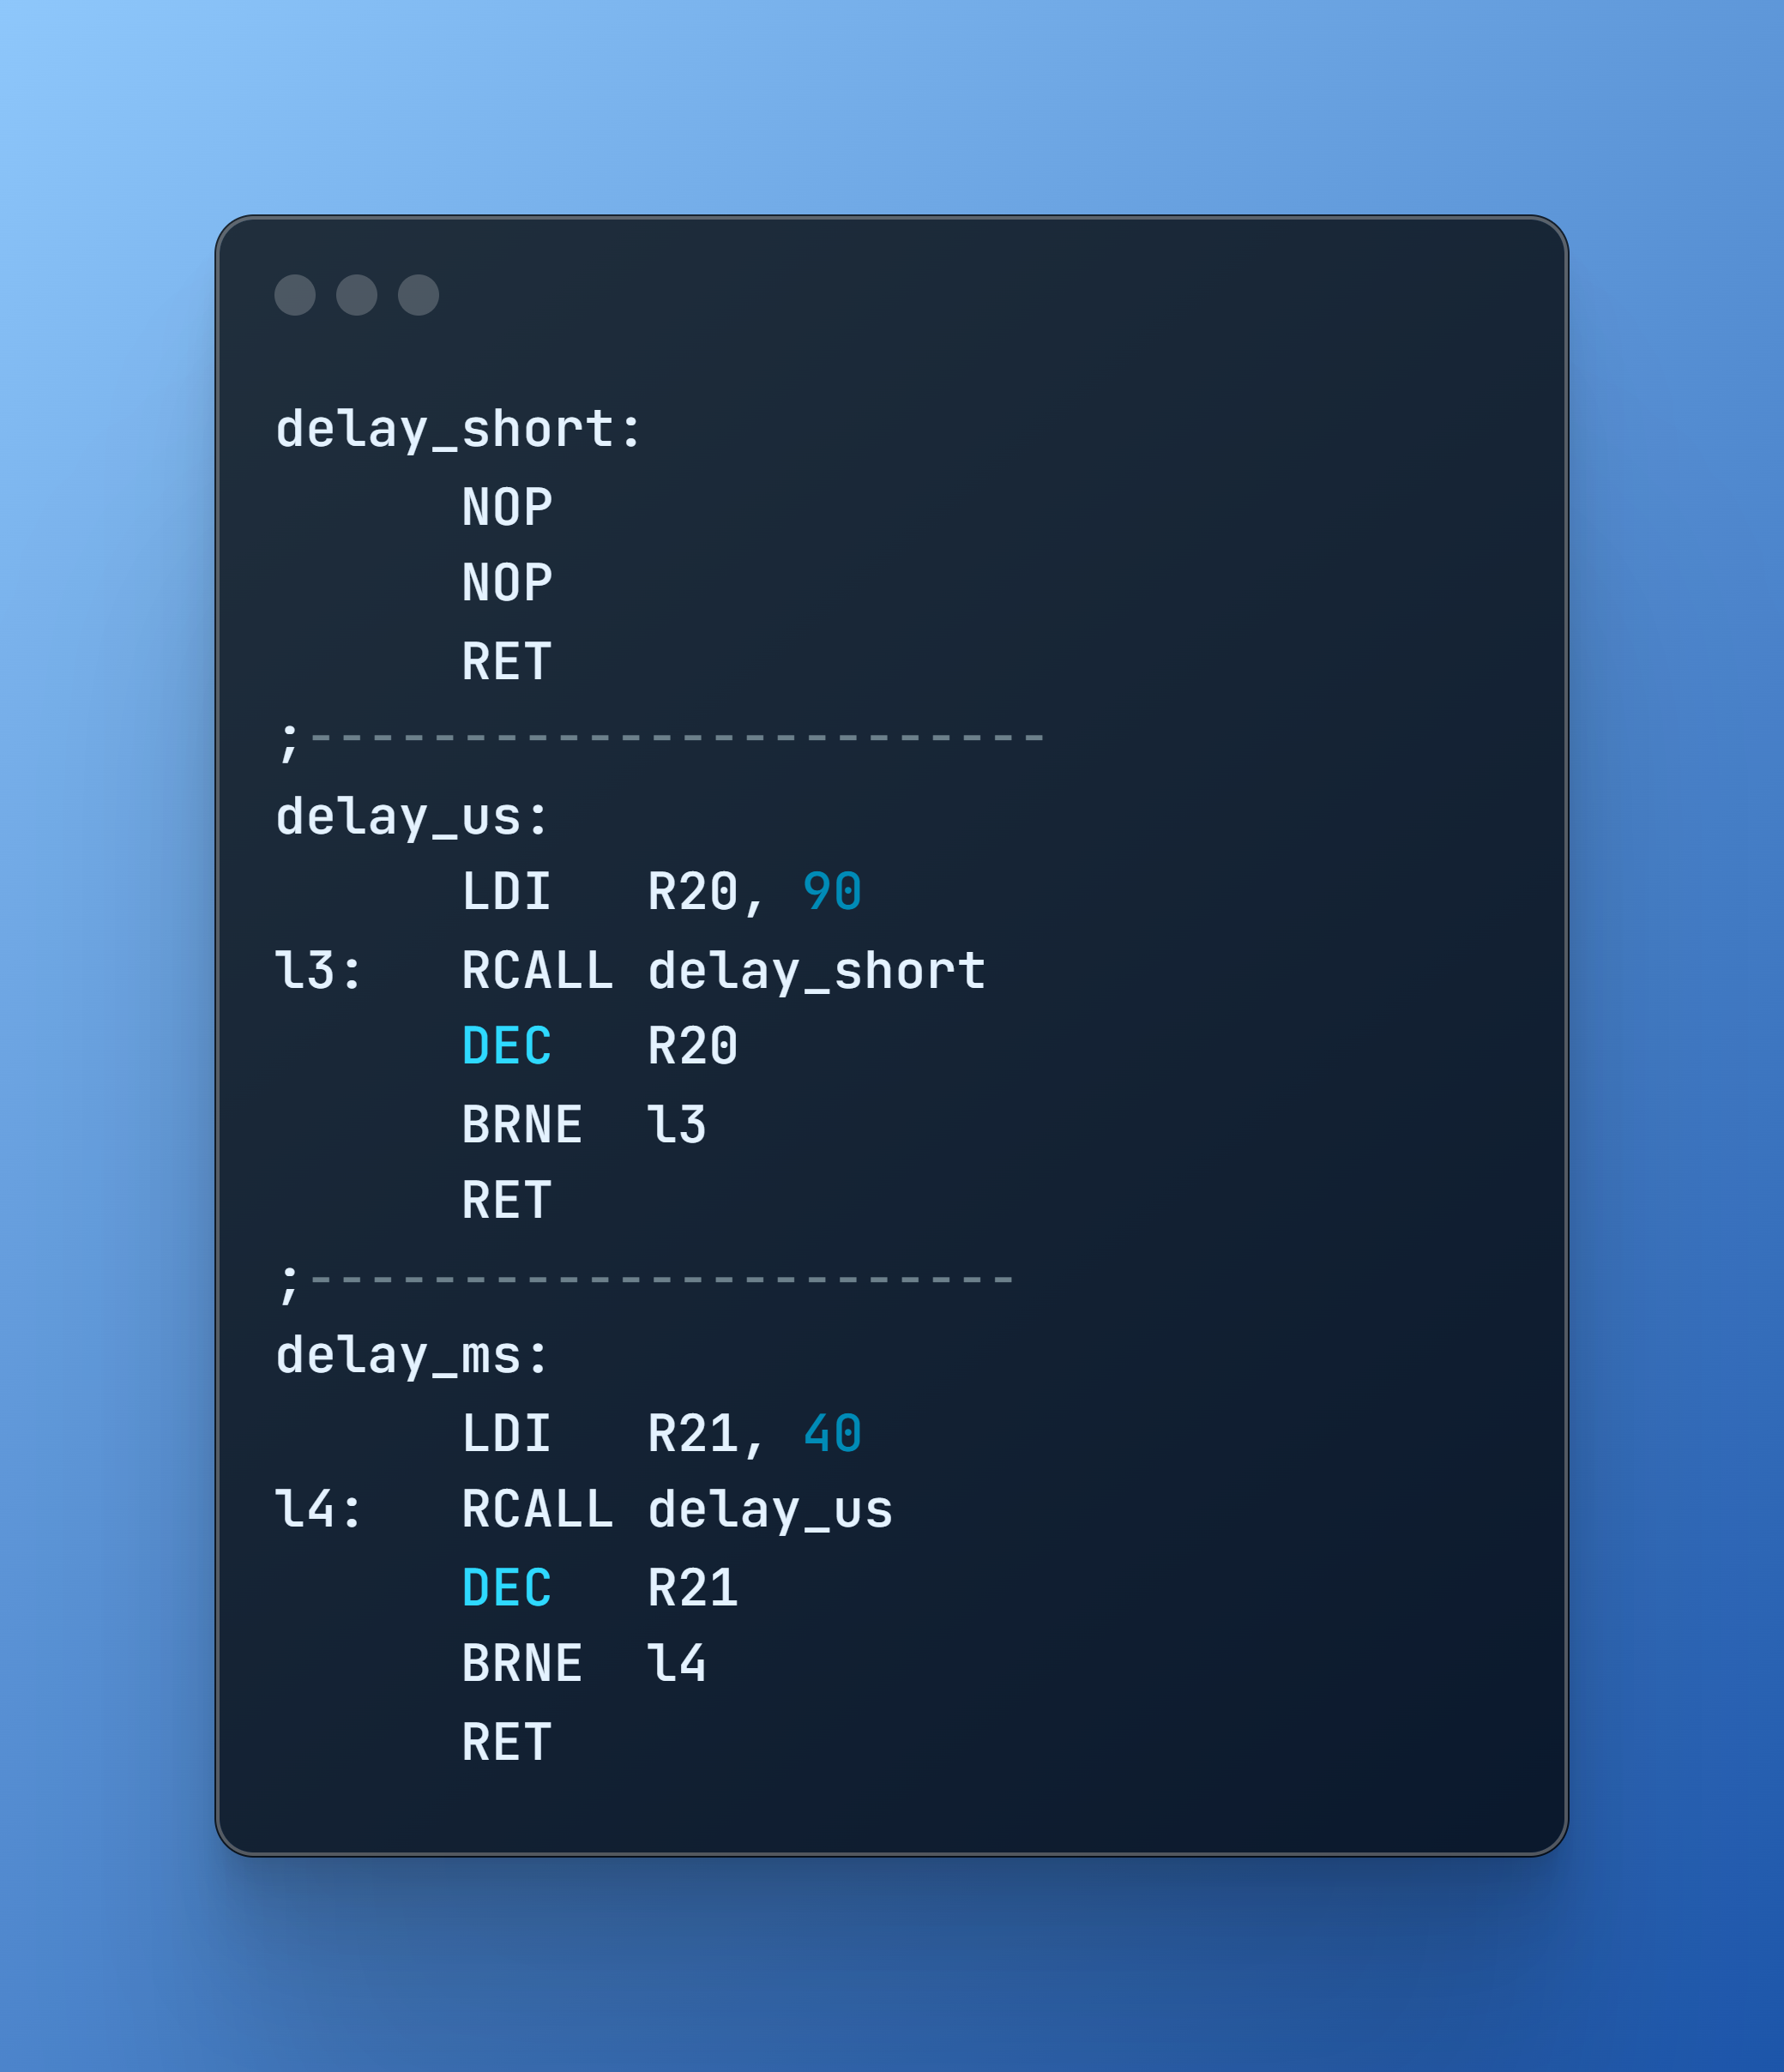 delay_short:
      NOP
      NOP
      RET
;------------------------
delay_us:
      LDI   R20, 90
l3:   RCALL delay_short
      DEC   R20
      BRNE  l3
      RET
;-----------------------
delay_ms:
      LDI   R21, 40
l4:   RCALL delay_us
      DEC   R21
      BRNE  l4
      RET